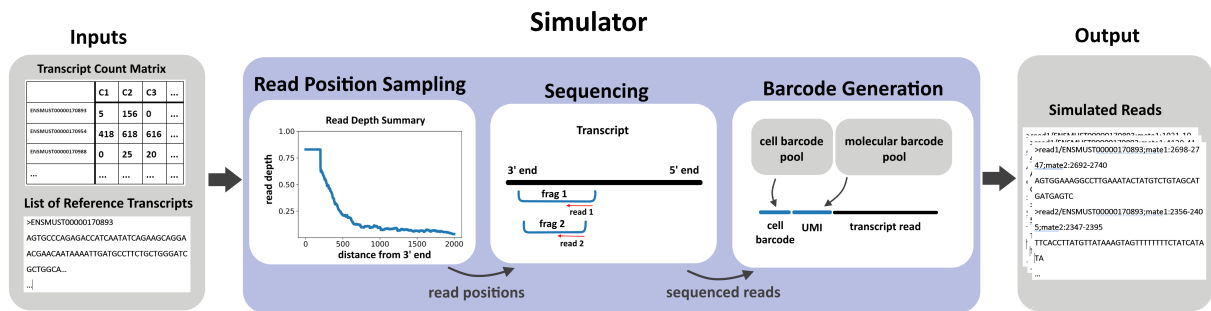 Simulator
Inputs
Transcript Count Matrix
C1 C2 C3 ...
ENSMUST00000170893 5 156 0 ...
ENSMUST00000170954 418 618 616 ...
ENSMUST00000170988 0 25 20 ...
... ... ... ... ...
List of Reference Transcripts
>ENSMUST00000170893
AGTGCCCAGAGACCATCAATATCAGAAGCAGGA
ACGAACAATAAAATTGATGCCTTCTGCTGGGATC
GCTGGCA...
...
Read Position Sampling
Read Depth Summary
read depth
1.00
0.75
0.50
0.25
0 500 1000 1500 2000
distance from 3' end
read positions
Sequencing
Transcript
3' end 5' end
frag 1
read 1
frag 2
read 2
sequenced reads
Barcode Generation
cell barcode
pool
molecular barcode
pool
cell
barcode
UMI
transcript read
Output
Simulated Reads
>read1/ENSMUST00000170893;mate1:2698-27
47;mate2:2692-2740
AGTGGAAAGGCCTTGAAATACTATGTCTGTAGCAT
GATGAGTC
>read2/ENSMUST00000170893;mate1:2356-240
5;mate2:2347-2395
TTCACCTTATGTTATAAAGTAGTTTTTTTTCTATCATA
TA
...